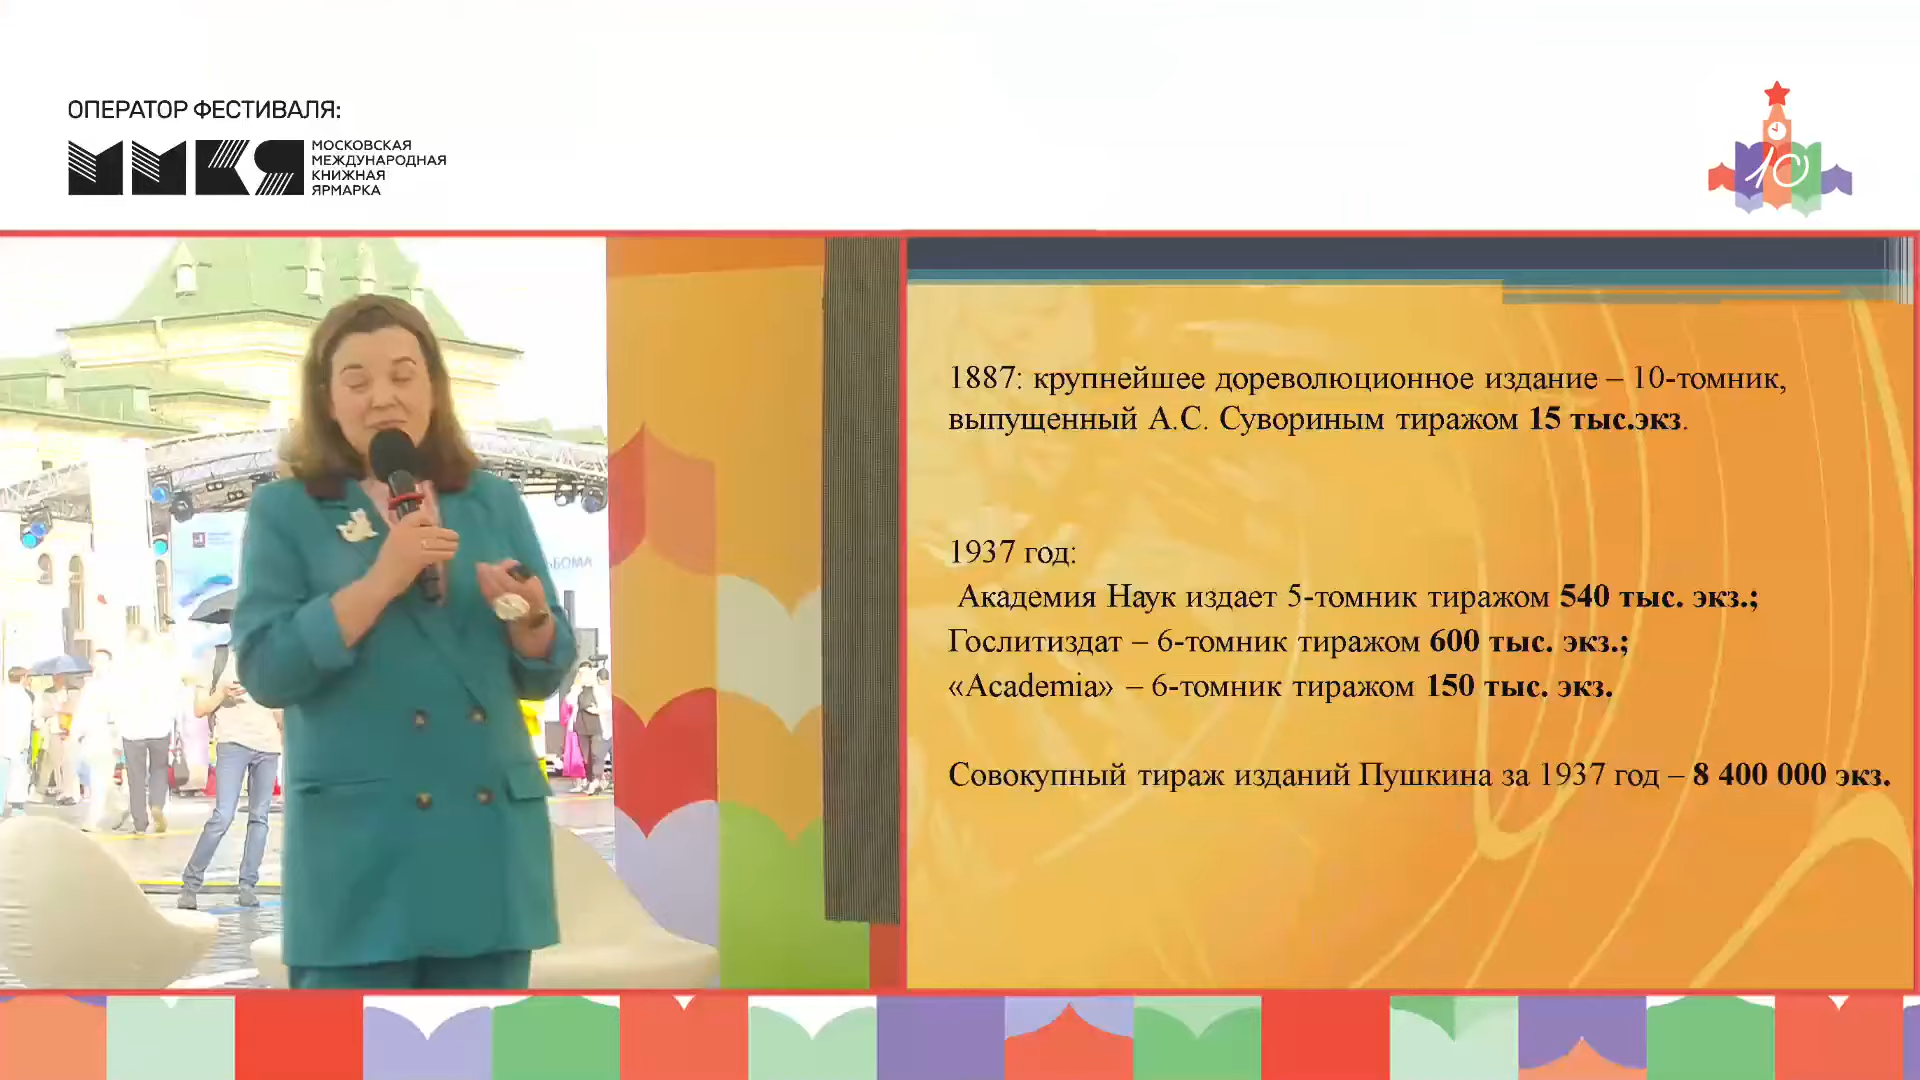 ОПЕРАТОР ФЕСТИВАЛЯ:
ММКЯ
МОСКОВСКАЯ
МЕЖДУНАРОДНАЯ
КНИЖНАЯ
ЯРМАРКА
10
1887: крупнейшее дореволюционное издание – 10-томник,
выпущенный А.С. Сувориным тиражом 15 тыс.экз.
1937 год:
Академия Наук издает 5-томник тиражом 540 тыс. экз.;
Гослитиздат – 6-томник тиражом 600 тыс. экз.;
«Academia» – 6-томник тиражом 150 тыс. экз.
Совокупный тираж изданий Пушкина за 1937 год – 8 400 000 экз.